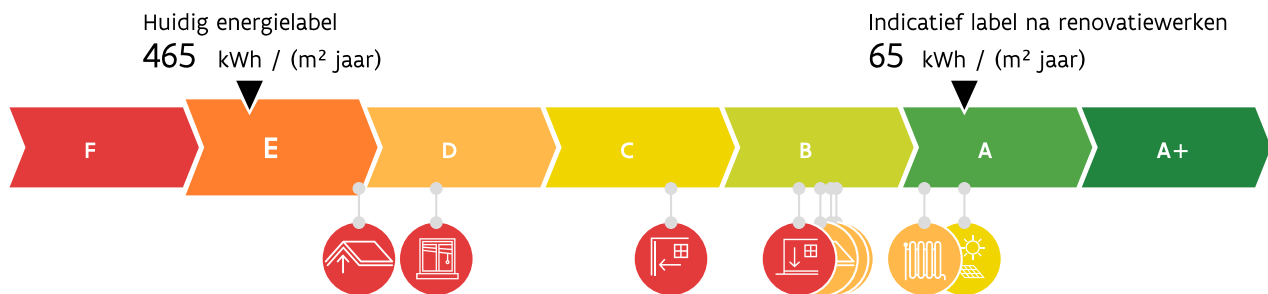 Huidig energielabel
465 kWh / (m² jaar)
Indicatief label na renovatiewerken
65 kWh / (m² jaar)
F E D C B A A+